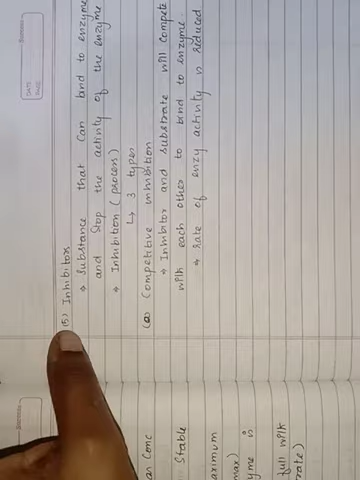 (5) Inhibitors
→ Substance that can bind to enzyme
and stop the activity of the enzyme
→ Inhibition (process)
↳ 3 types
(a) Competitive inhibition
→ Inhibitor and substrate will compete
with each other to bind to enzyme
→ Rate of enzy activity is reduced
Conc
Stable
aximum
max)
yme is
full with
rate)
DATE
PAGE